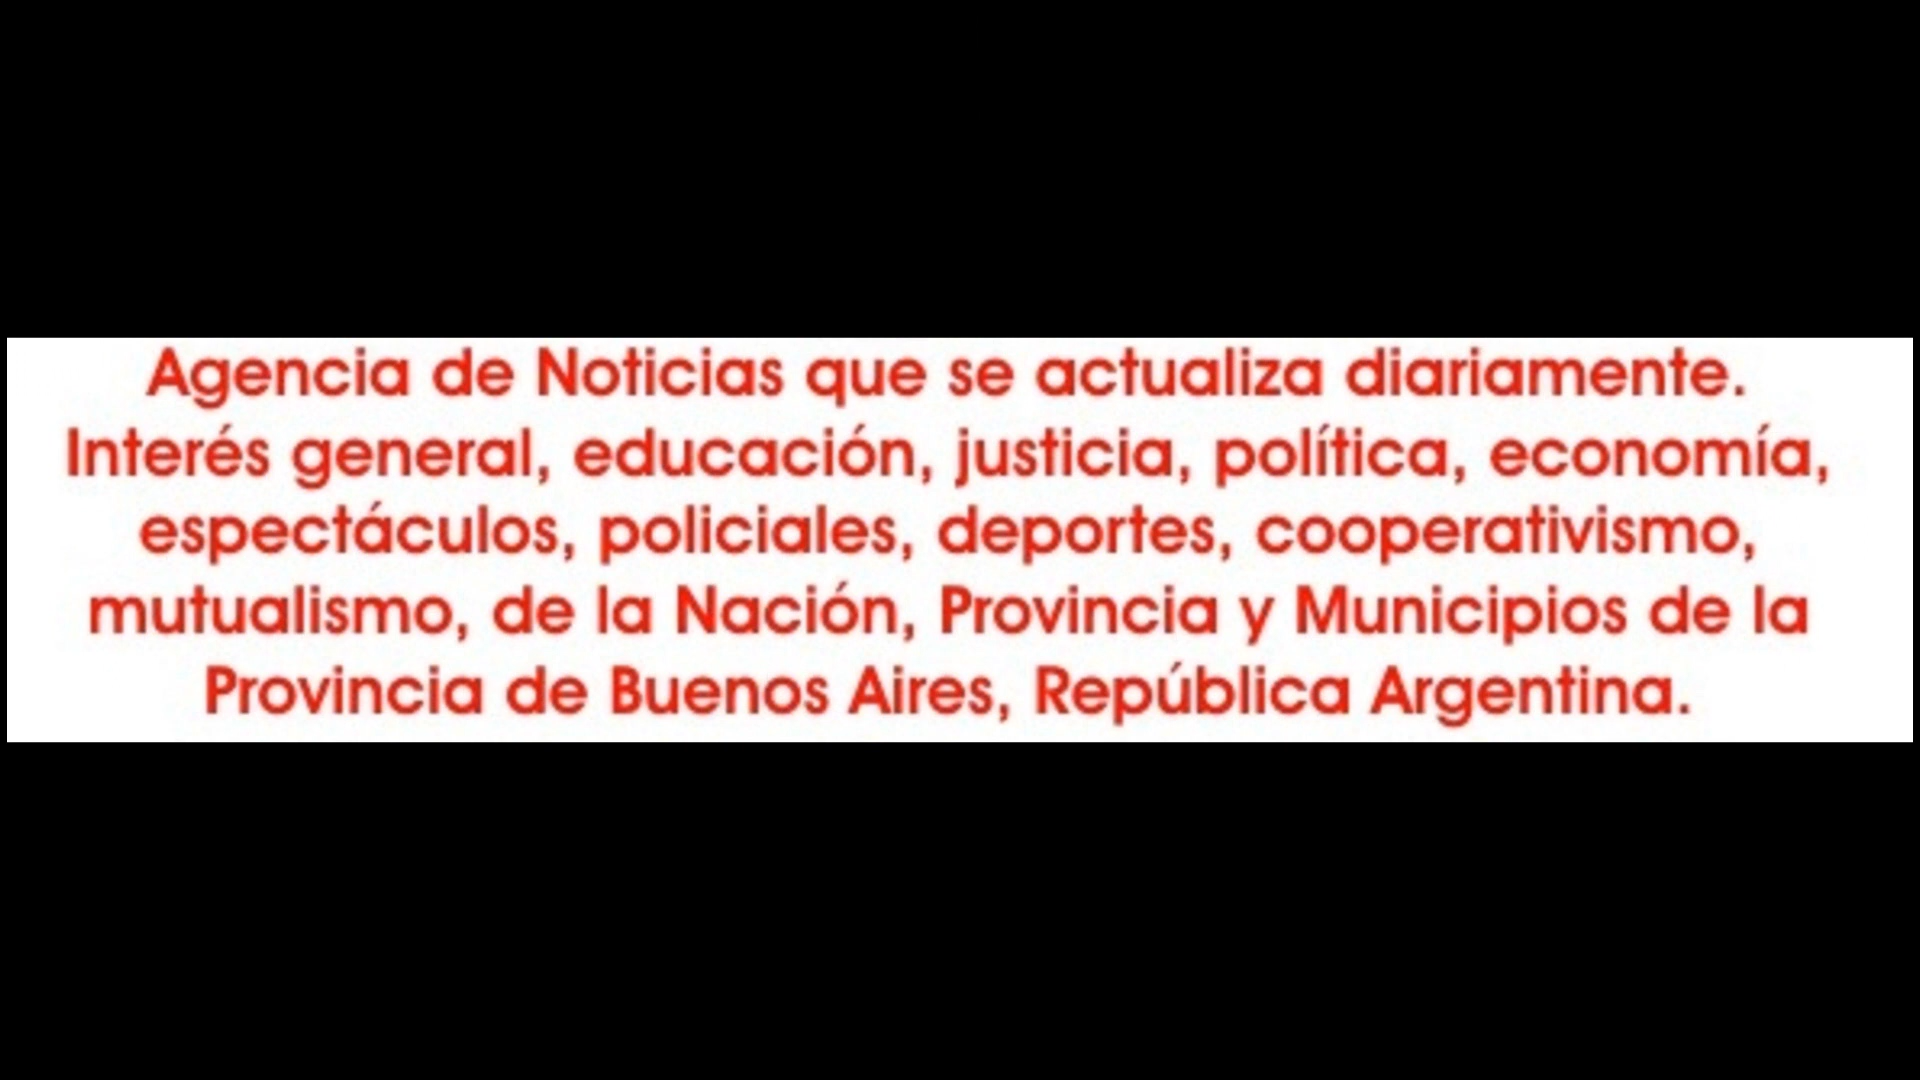 Agencia de Noticias que se actualiza diariamente.
Interés general, educación, justicia, política, economía,
espectáculos, policiales, deportes, cooperativismo,
mutualismo, de la Nación, Provincia y Municipios de la
Provincia de Buenos Aires, República Argentina.